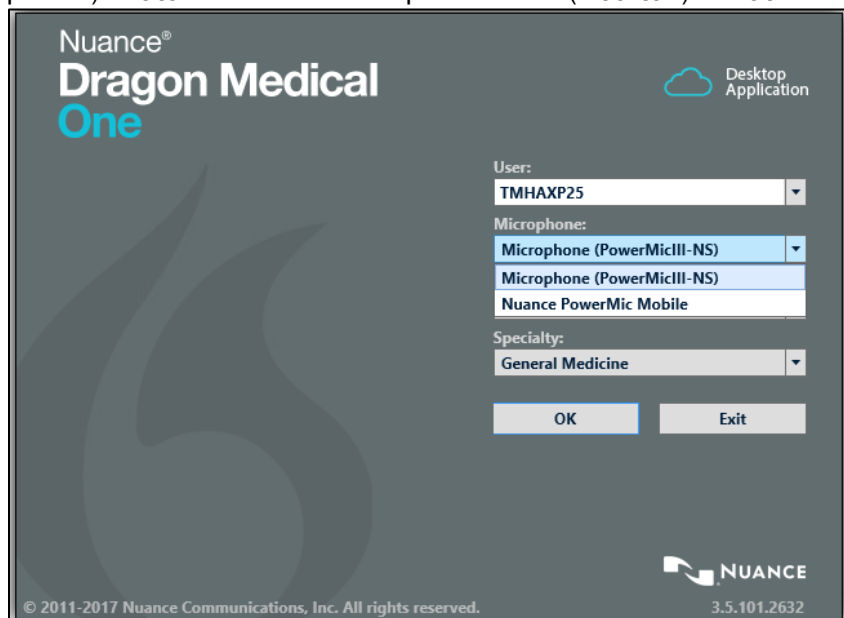 Nuance®
Dragon Medical
One
Desktop
Application
User:
TMHAXP25
Microphone:
Microphone (PowerMicIII-NS)
Microphone (PowerMicIII-NS)
Nuance PowerMic Mobile
Specialty:
General Medicine
OK Exit
NUANCE
© 2011-2017 Nuance Communications, Inc. All rights reserved. 3.5.101.2632